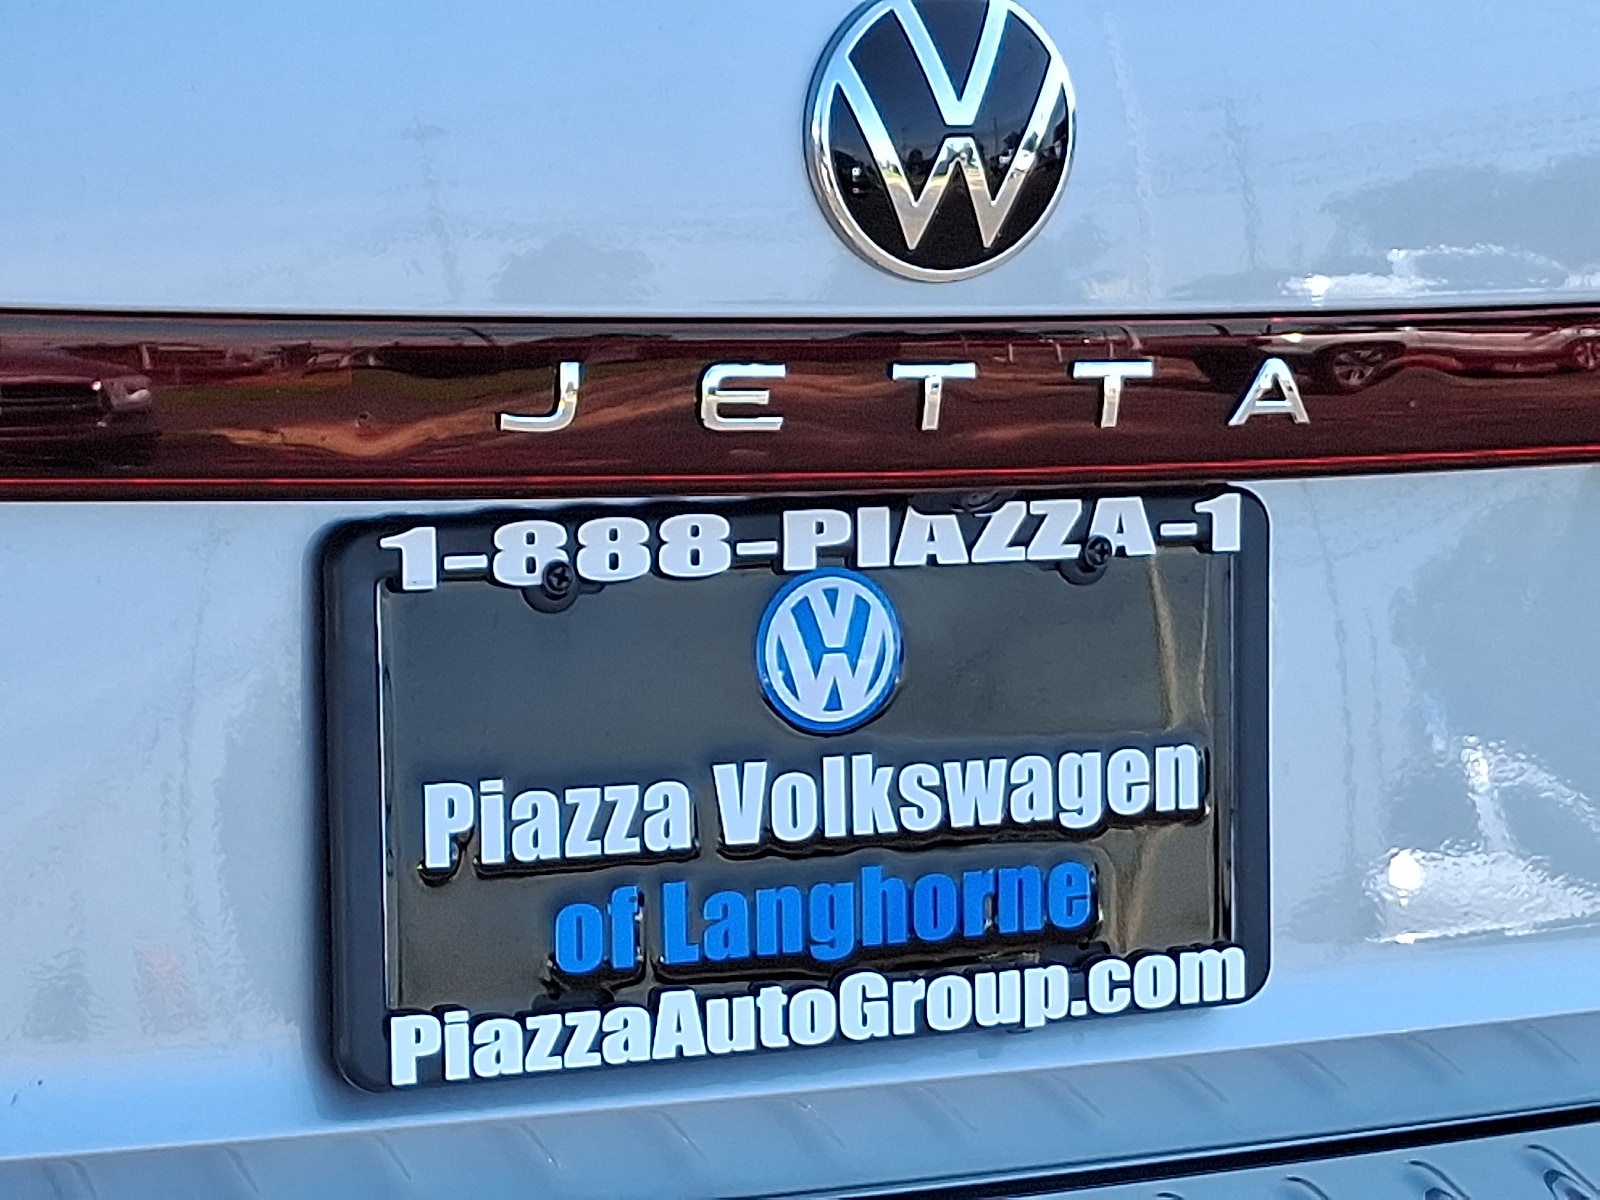 JETTA
1-888-PIAZZA-1
Piazza Volkswagen
of Langhorne
PiazzaAutoGroup.com